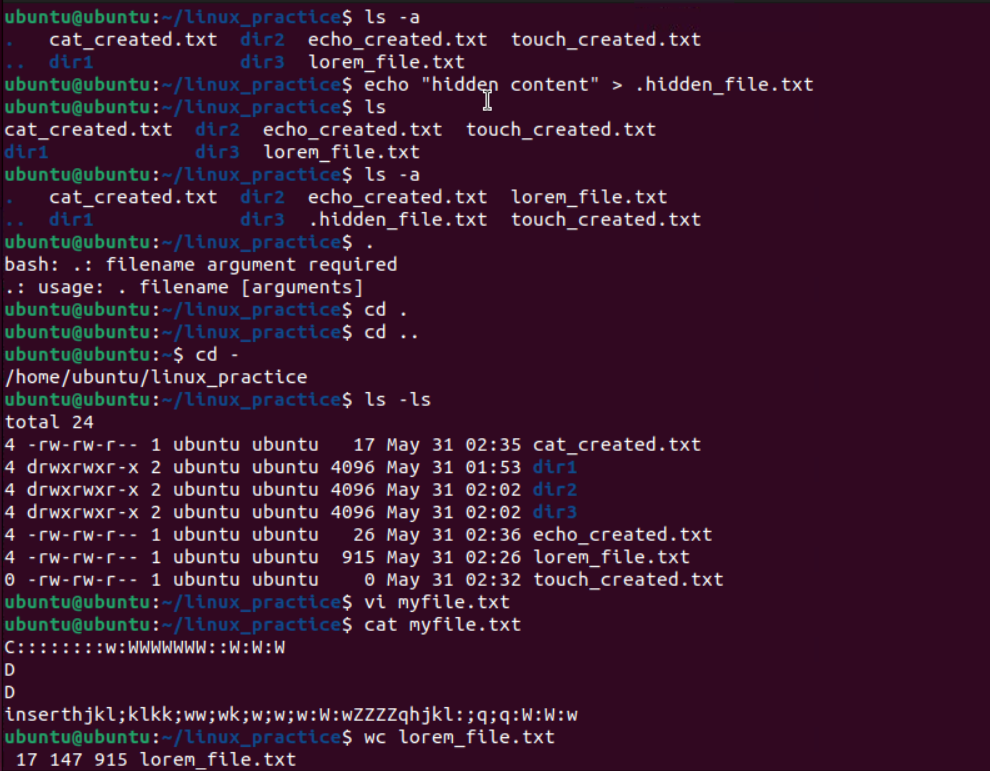 ubuntu@ubuntu:~/linux_practice$ ls -a
.   cat_created.txt  dir2  echo_created.txt  touch_created.txt
..  dir1             dir3  lorem_file.txt
ubuntu@ubuntu:~/linux_practice$ echo "hidden content" > .hidden_file.txt
ubuntu@ubuntu:~/linux_practice$ ls
cat_created.txt  dir2  echo_created.txt  touch_created.txt
dir1             dir3  lorem_file.txt
ubuntu@ubuntu:~/linux_practice$ ls -a
.   cat_created.txt  dir2  echo_created.txt  lorem_file.txt
..  dir1             dir3  .hidden_file.txt  touch_created.txt
ubuntu@ubuntu:~/linux_practice$ .
bash: .: filename argument required
.: usage: . filename [arguments]
ubuntu@ubuntu:~/linux_practice$ cd .
ubuntu@ubuntu:~/linux_practice$ cd ..
ubuntu@ubuntu:~$ cd -
/home/ubuntu/linux_practice
ubuntu@ubuntu:~/linux_practice$ ls -ls
total 24
4 -rw-rw-r-- 1 ubuntu ubuntu   17 May 31 02:35 cat_created.txt
4 drwxrwxr-x 2 ubuntu ubuntu 4096 May 31 01:53 dir1
4 drwxrwxr-x 2 ubuntu ubuntu 4096 May 31 02:02 dir2
4 drwxrwxr-x 2 ubuntu ubuntu 4096 May 31 02:02 dir3
4 -rw-rw-r-- 1 ubuntu ubuntu   26 May 31 02:36 echo_created.txt
4 -rw-rw-r-- 1 ubuntu ubuntu  915 May 31 02:26 lorem_file.txt
0 -rw-rw-r-- 1 ubuntu ubuntu    0 May 31 02:32 touch_created.txt
ubuntu@ubuntu:~/linux_practice$ vi myfile.txt
ubuntu@ubuntu:~/linux_practice$ cat myfile.txt
C::::::::w:WWWWWWW::W:W:W
D
D
inserthjkl;klkk;ww;wk;w;w;w:W:wZZZZqhjkl:;q;q:W:W:w
ubuntu@ubuntu:~/linux_practice$ wc lorem_file.txt
 17 147 915 lorem_file.txt